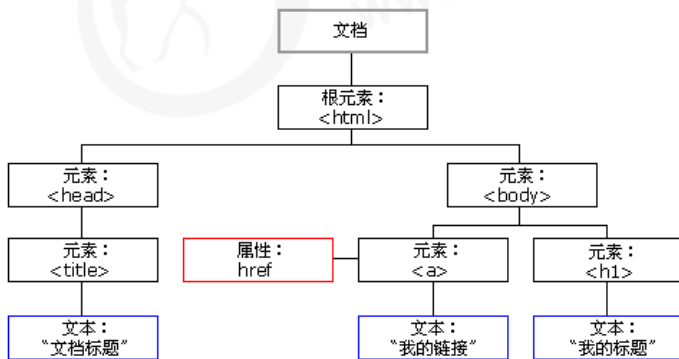 文档
根元素：
<html>
元素：
<head>
元素：
<body>
元素：
<title>
属性：
href
元素：
<a>
元素：
<h1>
文本：
“文档标题”
文本：
“我的链接”
文本：
“我的标题”